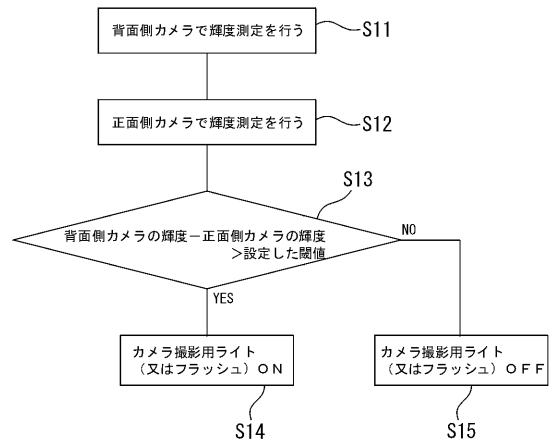 背面側カメラで輝度測定を行う
S11
正面側カメラで輝度測定を行う
S12
S13
背面側カメラの輝度－正面側カメラの輝度
＞設定した閾値
NO
YES
カメラ撮影用ライト
（又はフラッシュ）ＯＮ
カメラ撮影用ライト
（又はフラッシュ）ＯＦＦ
S14
S15